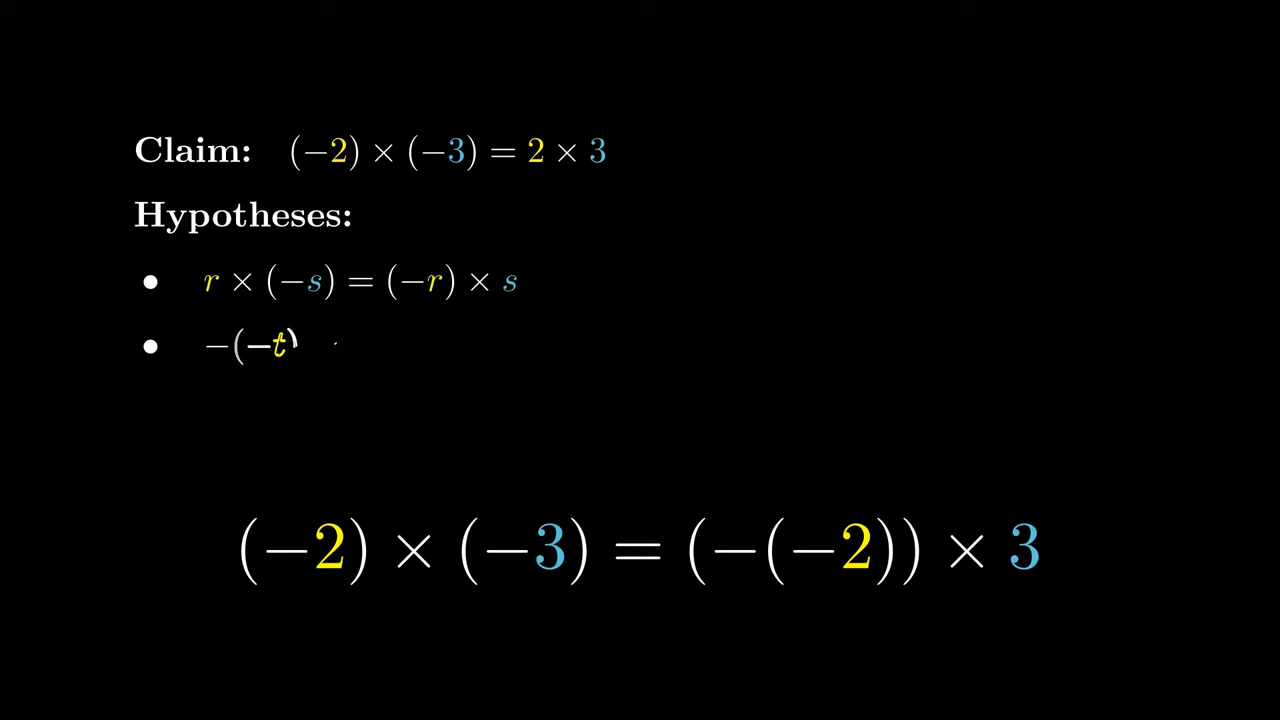 Claim: (−2) × (−3) = 2 × 3
Hypotheses:
• r × (−s) = (−r) × s
• −(−t)
(−2) × (−3) = (−(−2)) × 3